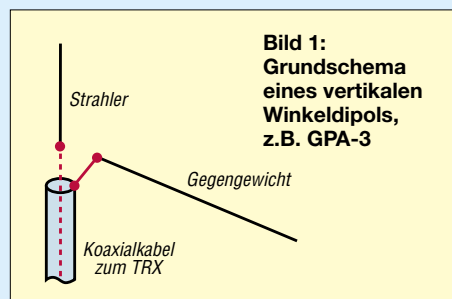 Bild 1:
Grundschema
eines vertikalen
Winkeldipols,
z.B. GPA-3
Strahler
Gegengewicht
Koaxialkabel
zum TRX